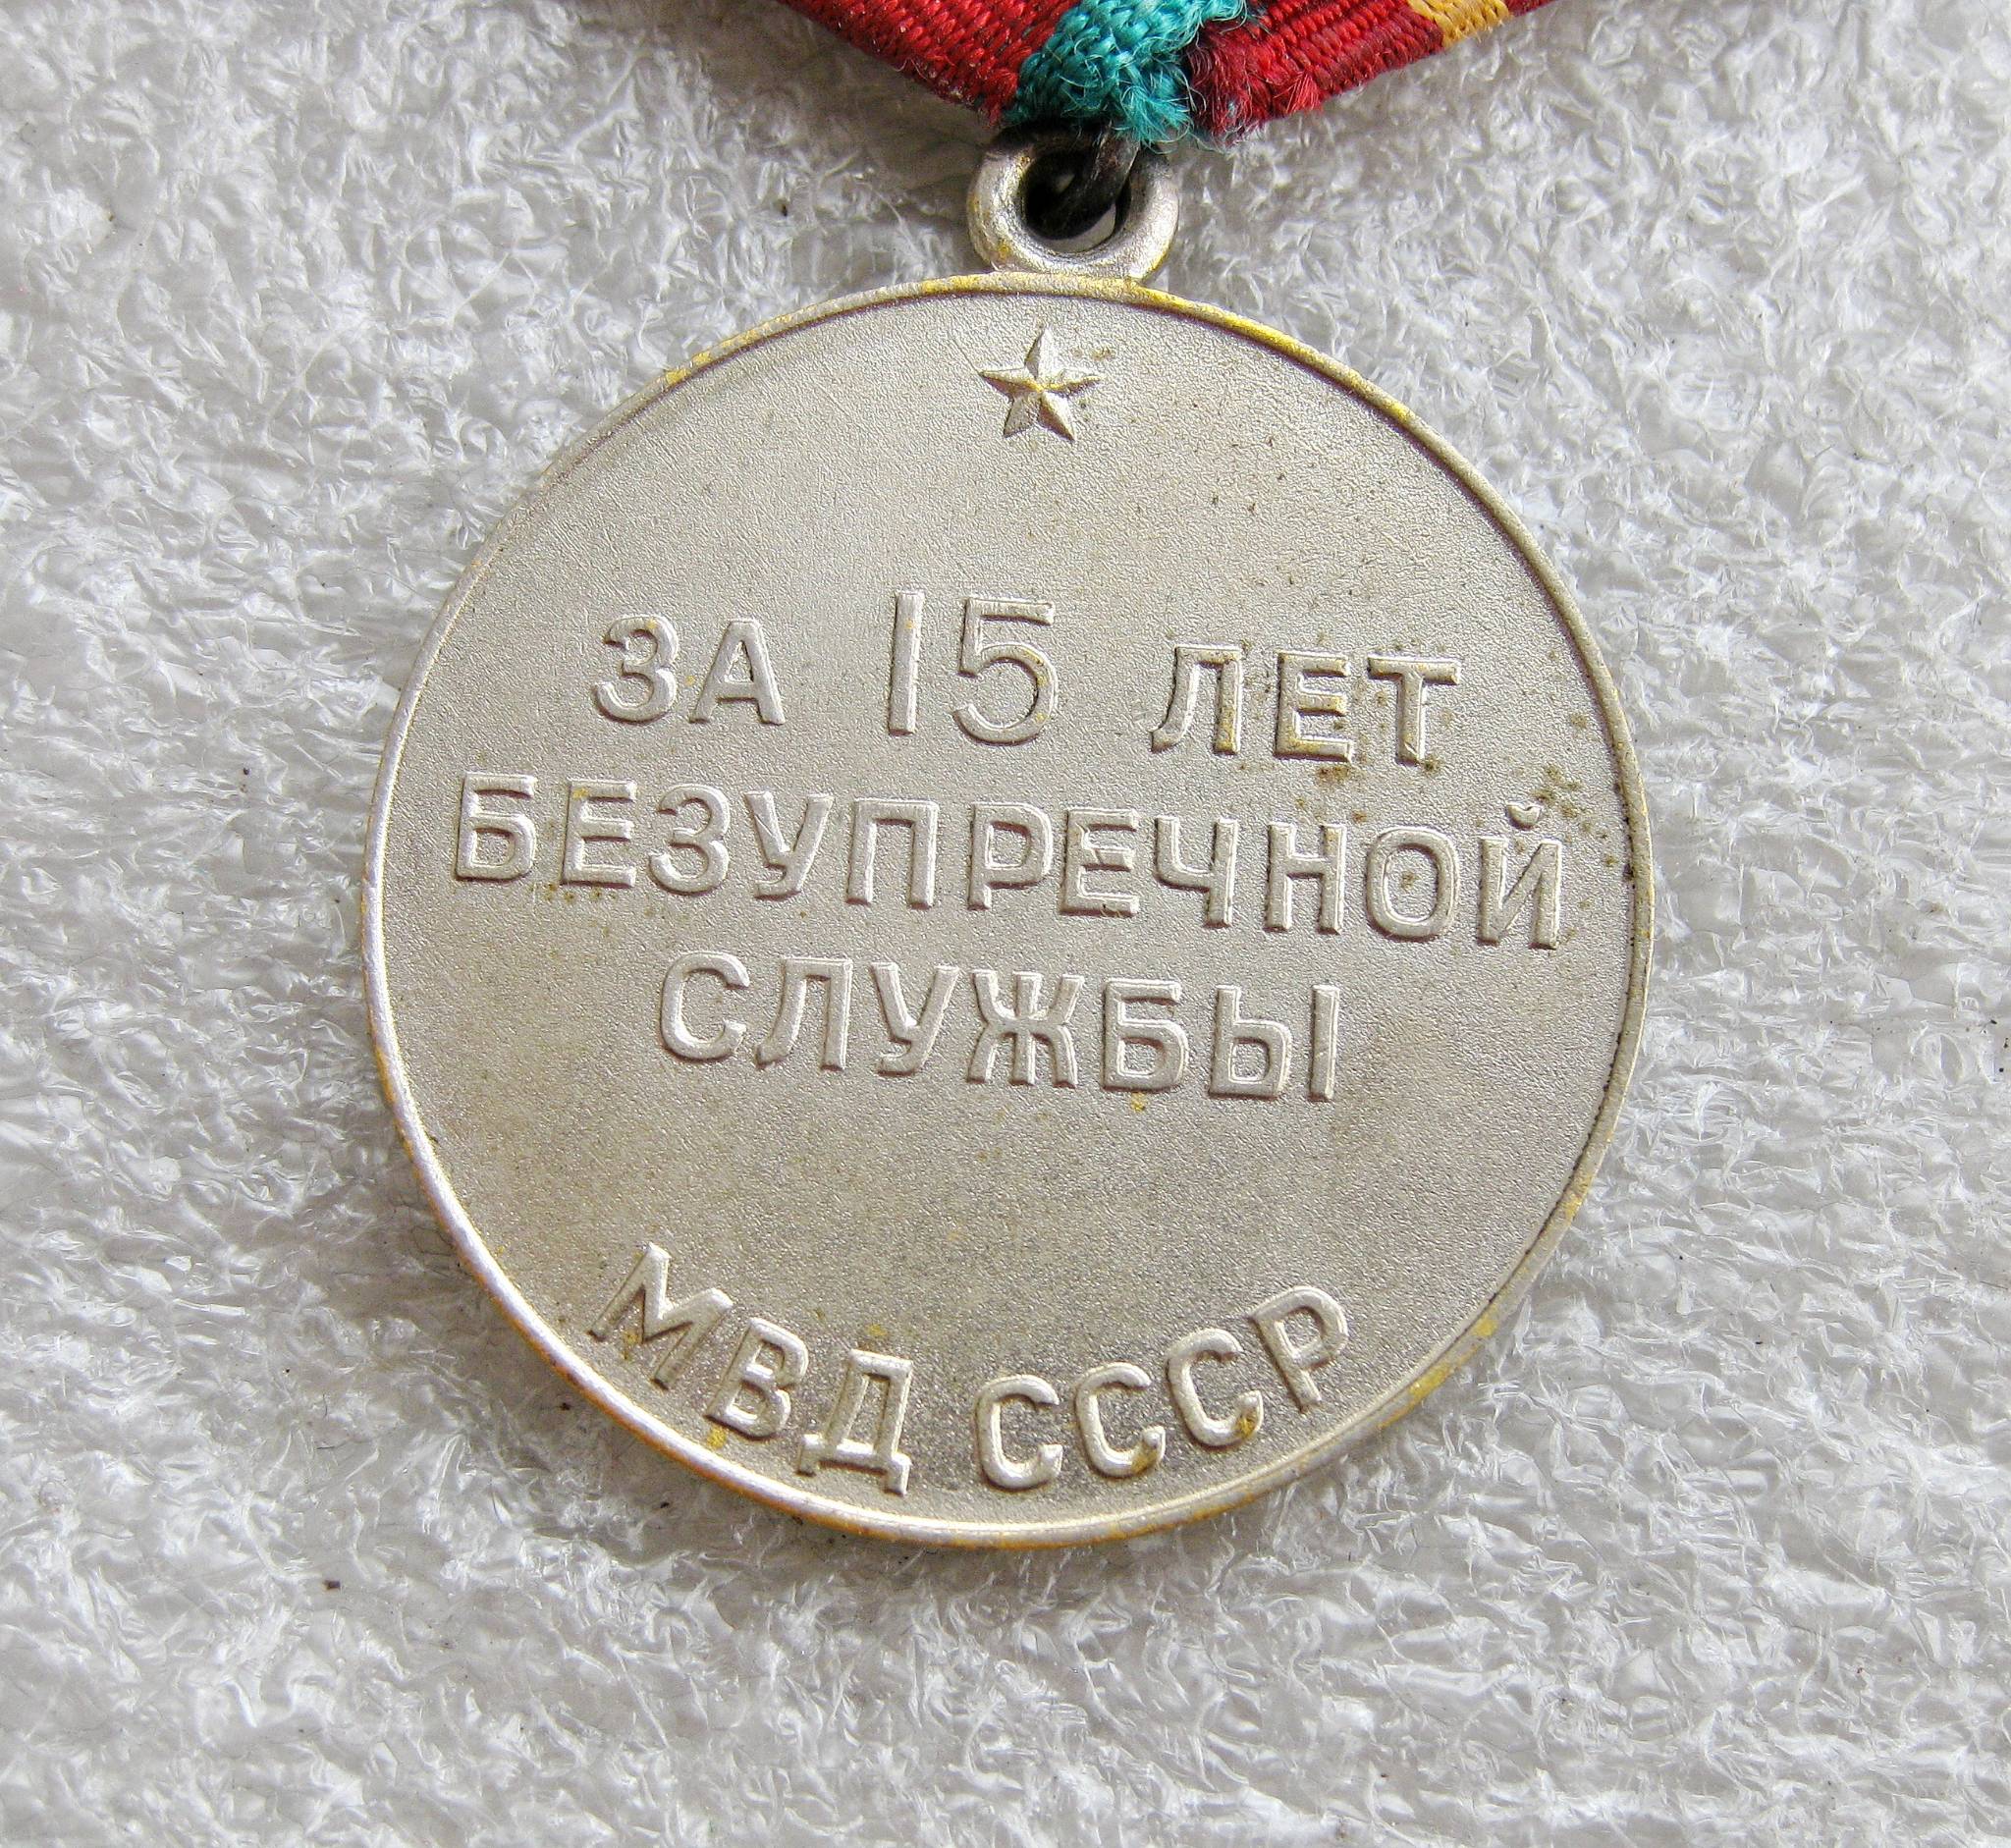 ЗА 15 ЛЕТ
БЕЗУПРЕЧНОЙ
СЛУЖБЫ
МВД СССР